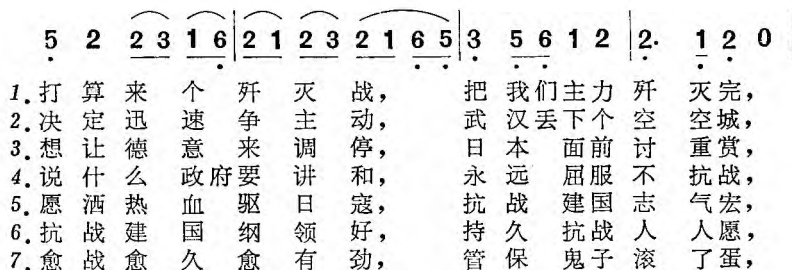 5 2 2 3 1 6 | 2 1 2 3 2 1 6 5 | 3 5 6 1 2 | 2. 1 2 0
1.打算来个歼灭战，把我们主力歼灭完，
2.决定迅速争主动，武汉丢下个空空城，
3.想让德意来调停，日本面前讨重赏，
4.说什么政府要讲和，永远屈服不抗战，
5.愿洒热血驱日寇，抗战建国志气宏，
6.抗战建国纲领好，持久抗战人人愿，
7.愈战愈久愈有劲，管保鬼子滚了蛋，